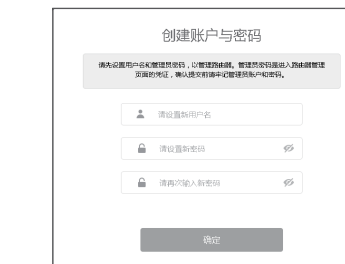 创建账户与密码
请先设置用户名和管理员密码，以管理路由器。管理员密码是进入路由器管理
页面的凭证，确认提交前请牢记管理员账户和密码。
请设置新用户名
请设置新密码
请再次输入新密码
确定